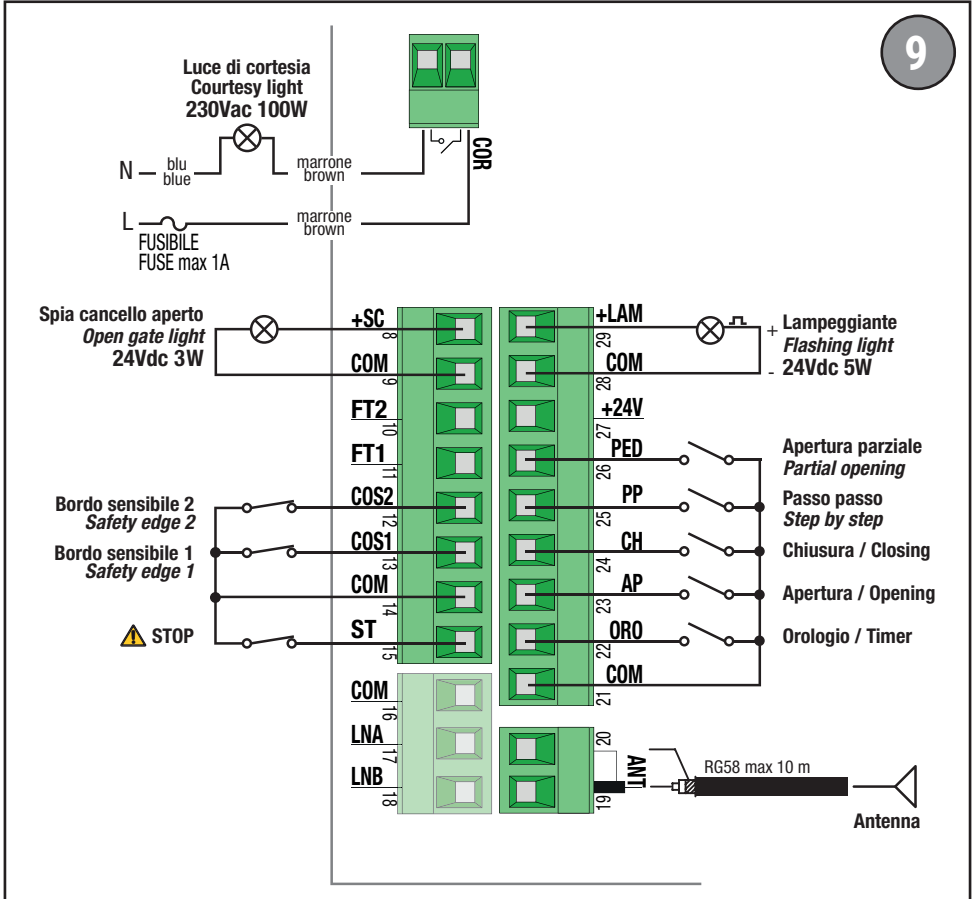 9
Luce di cortesia
Courtesy light
230Vac 100W
COR
N
blu
blue
marrone
brown
L
marrone
brown
FUSIBILE
FUSE max 1A
Spia cancello aperto
Open gate light
24Vdc 3W
+SC
8
COM
9
FT2
10
FT1
11
Bordo sensibile 2
Safety edge 2
COS2
12
Bordo sensibile 1
Safety edge 1
COS1
13
COM
14
STOP
ST
15
COM
16
LNA
17
LNB
18
+LAM
29
+ Lampeggiante
Flashing light
- 24Vdc 5W
COM
28
+24V
27
PED
26
Apertura parziale
Partial opening
PP
25
Passo passo
Step by step
CH
24
Chiusura / Closing
AP
23
Apertura / Opening
ORO
22
Orologio / Timer
COM
21
20
ANT
19
RG58 max 10 m
Antenna